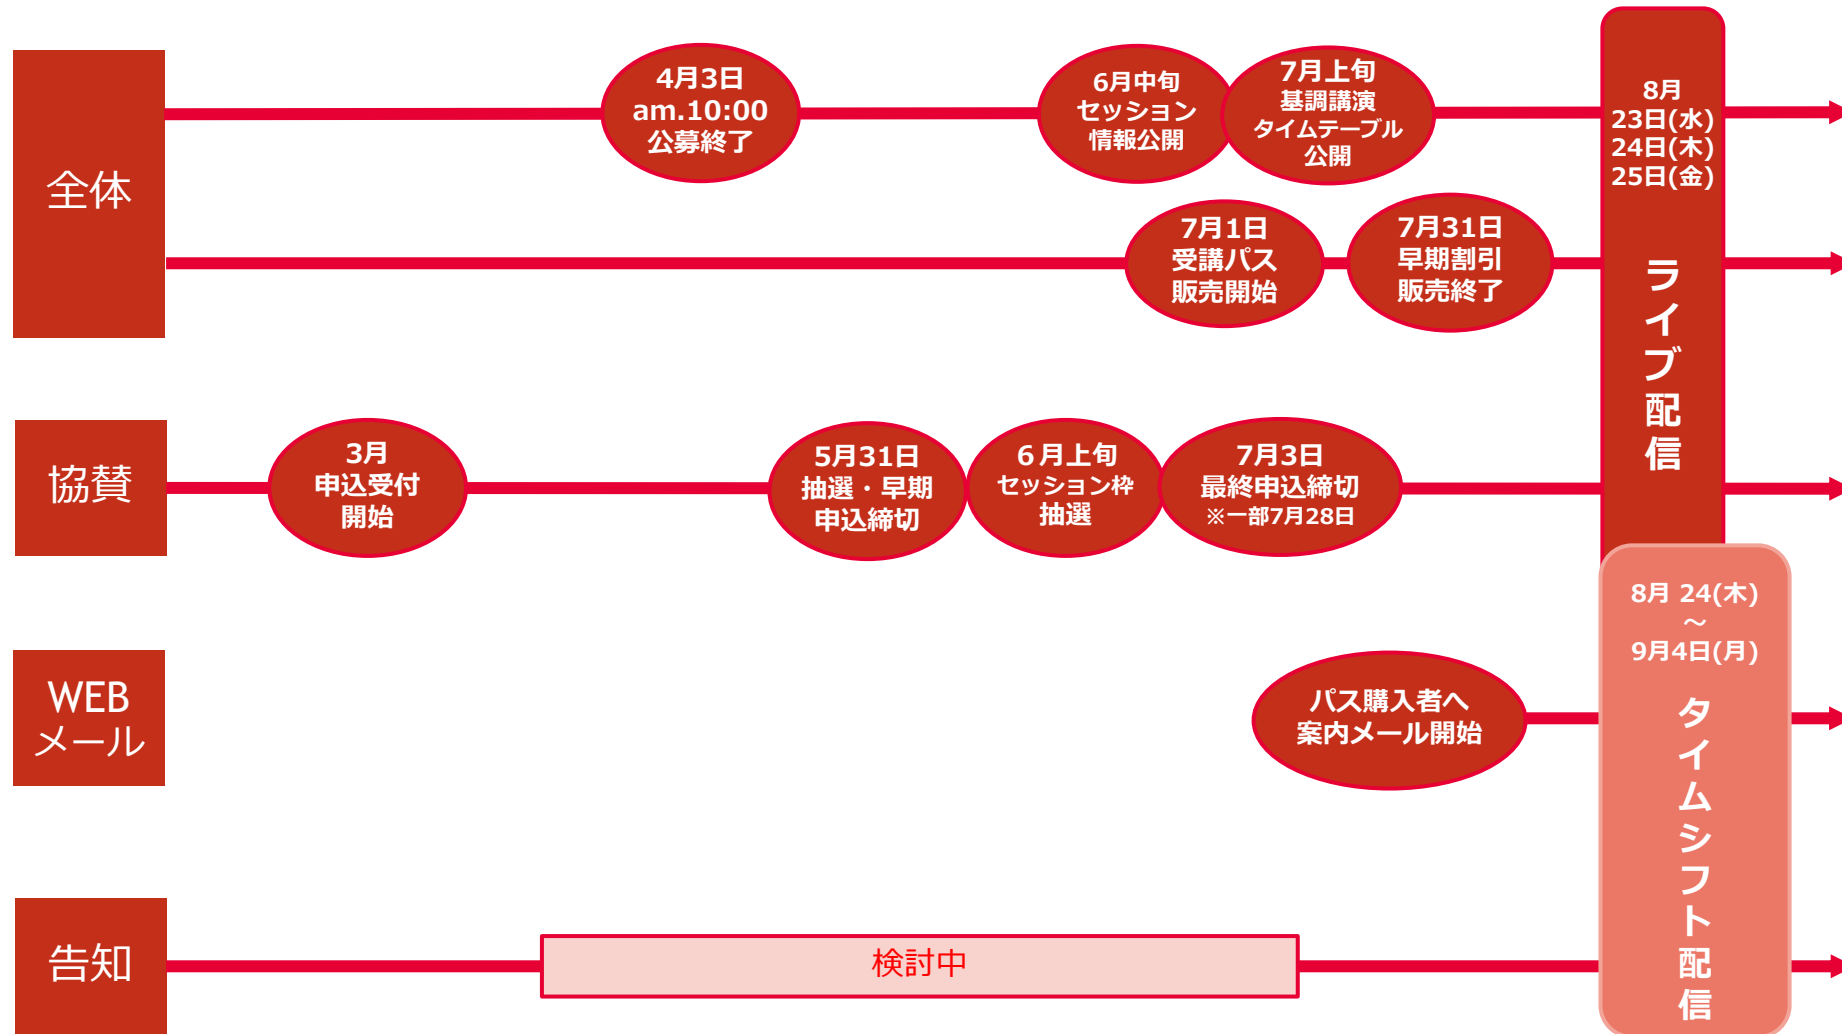 全体
4月3日
am.10:00
公募終了
6月中旬
セッション
情報公開
7月上旬
基調講演
タイムテーブル
公開
7月1日
受講パス
販売開始
7月31日
早期割引
販売終了
8月
23日(水)
24日(木)
25日(金)
ライブ配信
協賛
3月
申込受付
開始
5月31日
抽選・早期
申込締切
６月上旬
セッション枠
抽選
7月3日
最終申込締切
※一部7月28日
WEB
メール
パス購入者へ
案内メール開始
8月 24(木)
～
9月4日(月)
タイムシフト配信
告知
検討中